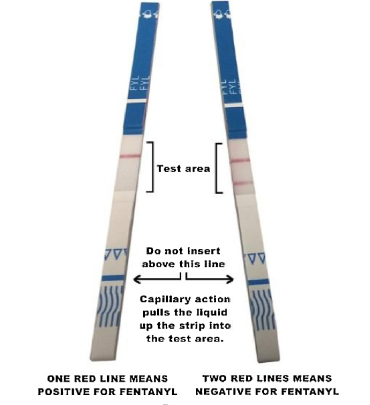 FYL
FYL
FYL
FYL
Test area
Do not insert
above this line
Capillary action
pulls the liquid
up the strip into
the test area.
ONE RED LINE MEANS
POSITIVE FOR FENTANYL
TWO RED LINES MEANS
NEGATIVE FOR FENTANYL